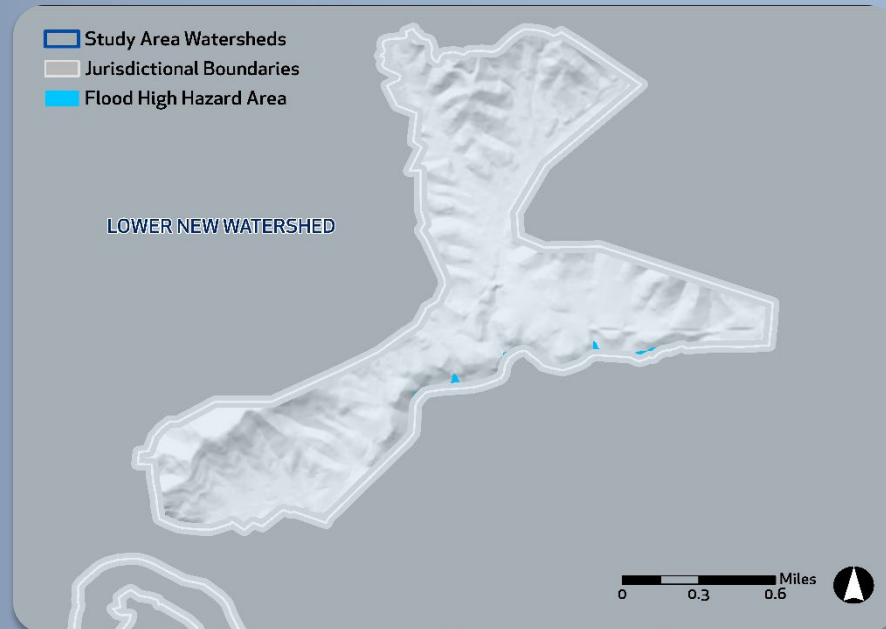 Study Area Watersheds
Jurisdictional Boundaries
Flood High Hazard Area
LOWER NEW WATERSHED
Miles
0 0.3 0.6